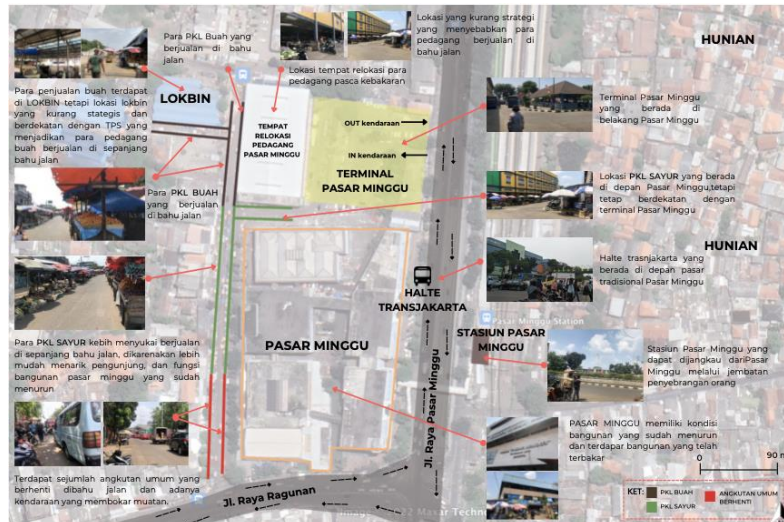 Para PKL Buah yang
berjualan di bahu
jalan
Lokasi yang kurang strategi
yang menyebabkan para
pedagang berjualan di
bahu jalan
HUNIAN
Lokasi tempat relokasi para
pedagang pasca kebakaran
Para penjualan buah terdapat
di LOKBIN tetapi lokasi lokbin
yang kurang stategis dan
berdekatan dengan TPS yang
menjadikan para pedagang
buah berjualan di sepanjang
bahu jalan
LOKBIN
TEMPAT
RELOKASI
PEDAGANG
PASAR MINGGU
OUT kendaraan
IN kendaraan
TERMINAL
PASAR MINGGU
Terminal Pasar Minggu
yang berada di
belakang Pasar Minggu
Para PKL BUAH
yang berjualan
di bahu jalan
Lokasi PKL SAYUR yang berada
di depan Pasar Minggu,tetapi
tetap berdekatan dengan
terminal Pasar Minggu
HUNIAN
Halte trasnjakarta yang
berada di depan pasar
tradisional Pasar Minggu
HALTE
TRANSJAKARTA
Pasar Minggu Station
STASIUN PASAR
MINGGU
PASAR MINGGU
Jl. Raya Pasar Minggu
Para PKL SAYUR kebih menyukai berjualan
di sepanjang bahu jalan, dikarenakan lebih
mudah menarik pengunjung, dan fungsi
bangunan pasar minggu yang sudah
menurun
Stasiun Pasar Minggu yang
dapat dijangkau dariPasar
Minggu melalui jembatan
penyebrangan orang
PASAR MINGGU memiliki kondisi
bangunan yang sudah menurun
dan terdapar bangunan yang telah
terbakar
Terdapat sejumlah angkutan umum yang
berhenti dibahu jalan dan adanya
kendaraan yang membokar muatan.
Jl. Raya Ragunan
0 90 m
KET:
PKL BUAH
PKL SAYUR
ANGKUTAN UMUM
BERHENTI